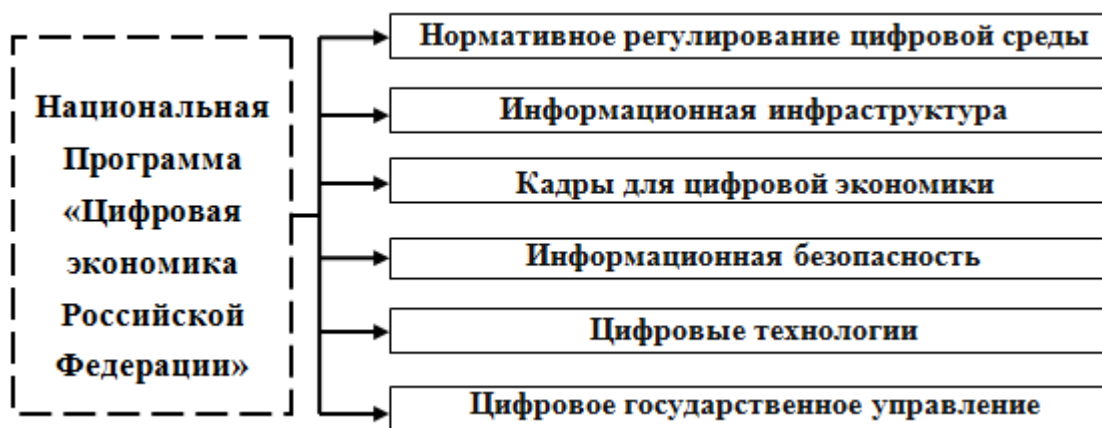 Национальная
Программа
«Цифровая
экономика
Российской
Федерации»
Нормативное регулирование цифровой среды
Информационная инфраструктура
Кадры для цифровой экономики
Информационная безопасность
Цифровые технологии
Цифровое государственное управление